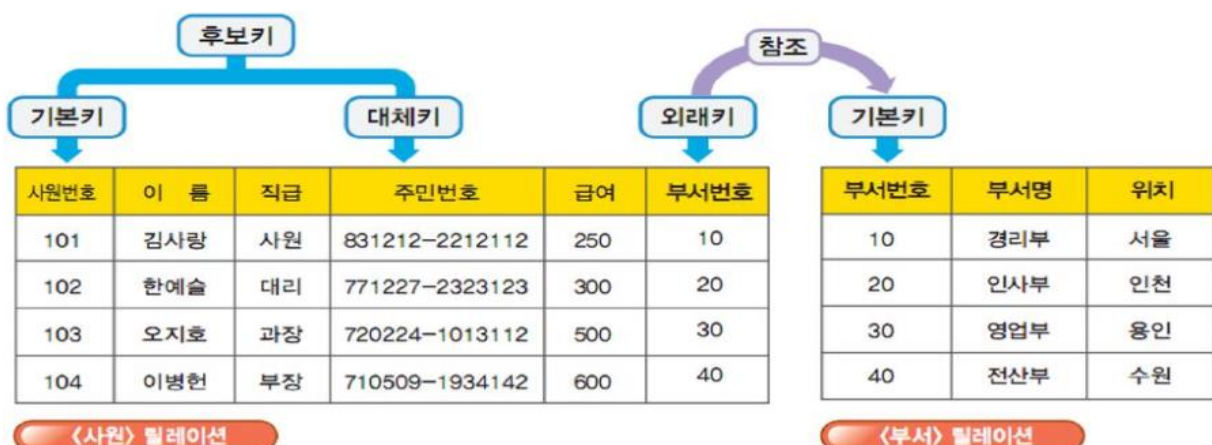 후보키
참조
기본키 대체키 외래키 기본키
사원번호 이 름 직급 주민번호 급여 부서번호 부서번호 부서명 위치
101 김사랑 사원 831212-2212112 250 10 10 경리부 서울
102 한예슬 대리 771227-2323123 300 20 20 인사부 인천
103 오지호 과장 720224-1013112 500 30 30 영업부 용인
104 이병헌 부장 710509-1934142 600 40 40 전산부 수원
〈사원〉 릴레이션 〈부서〉 릴레이션